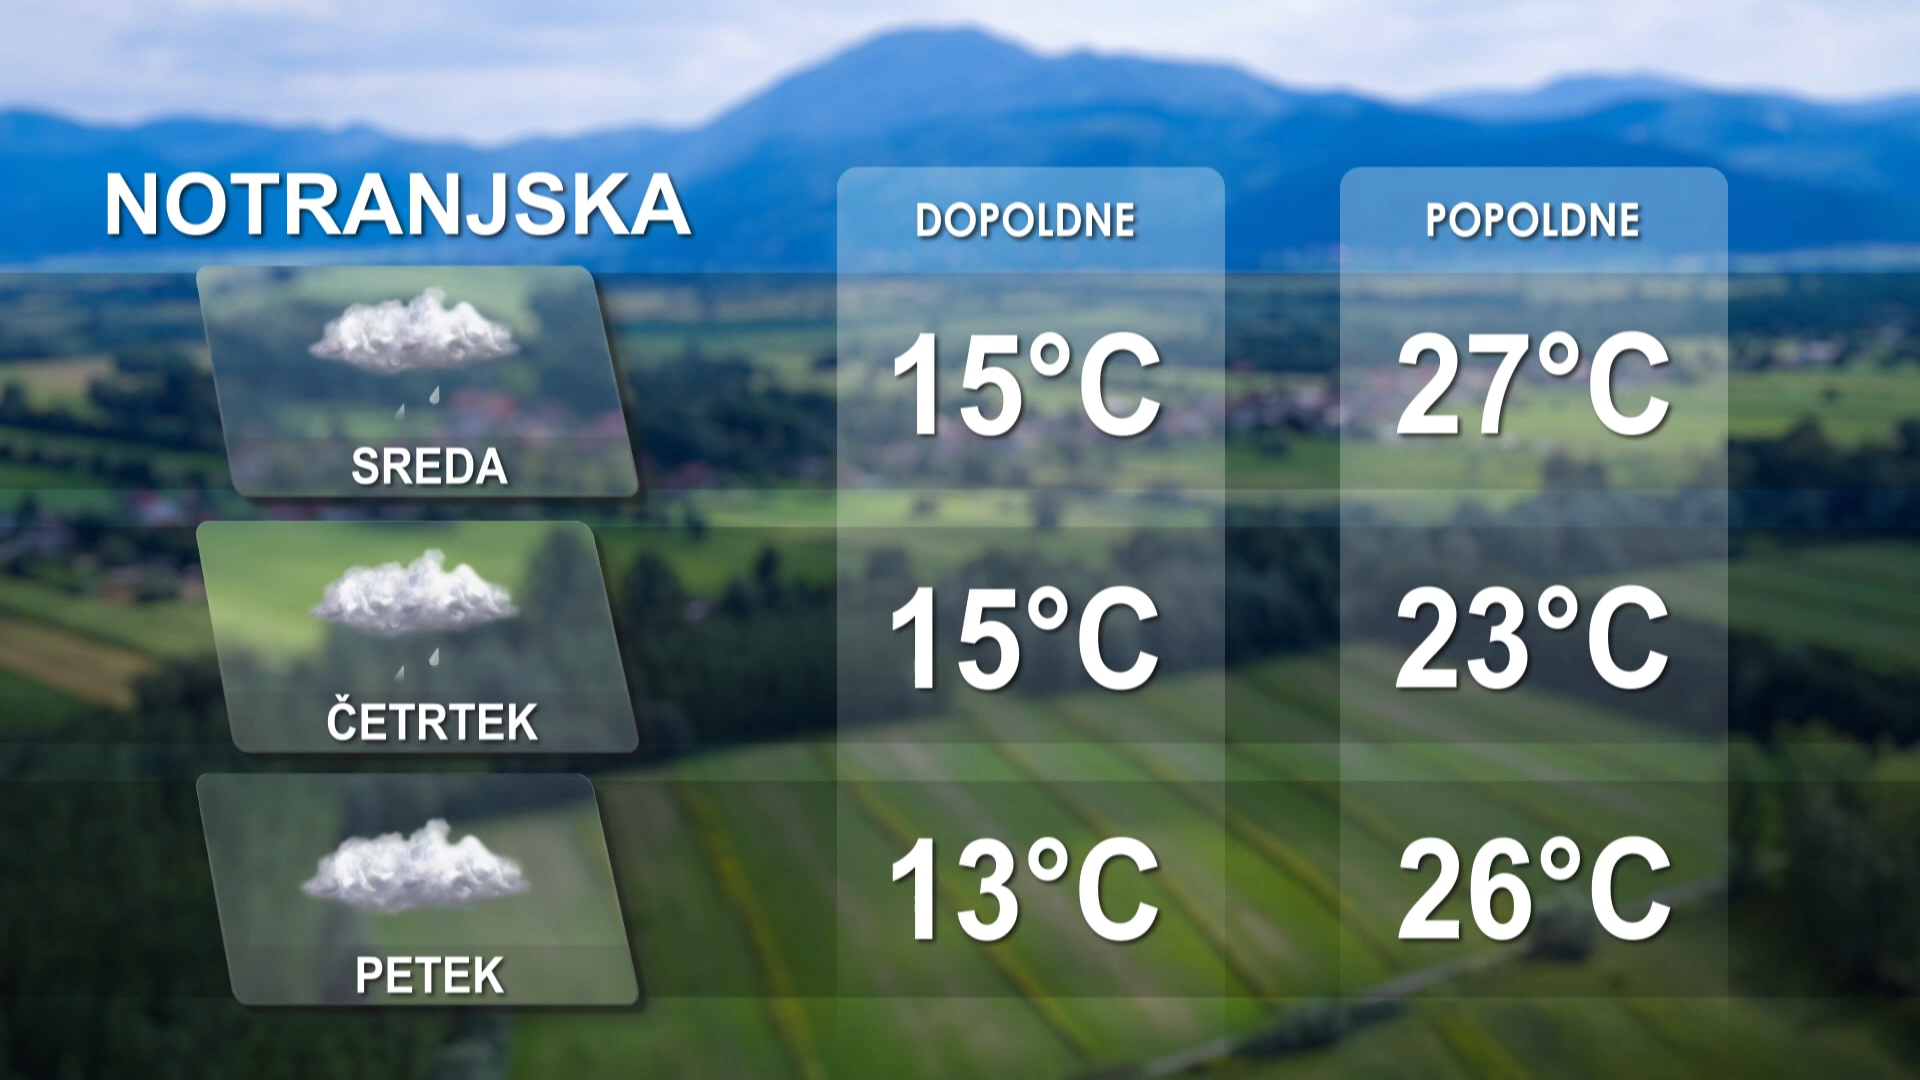 NOTRANJSKA
DOPOLDNE
POPOLDNE
15°C
27°C
SREDA
15°C
23°C
ČETRTEK
13°C
26°C
PETEK